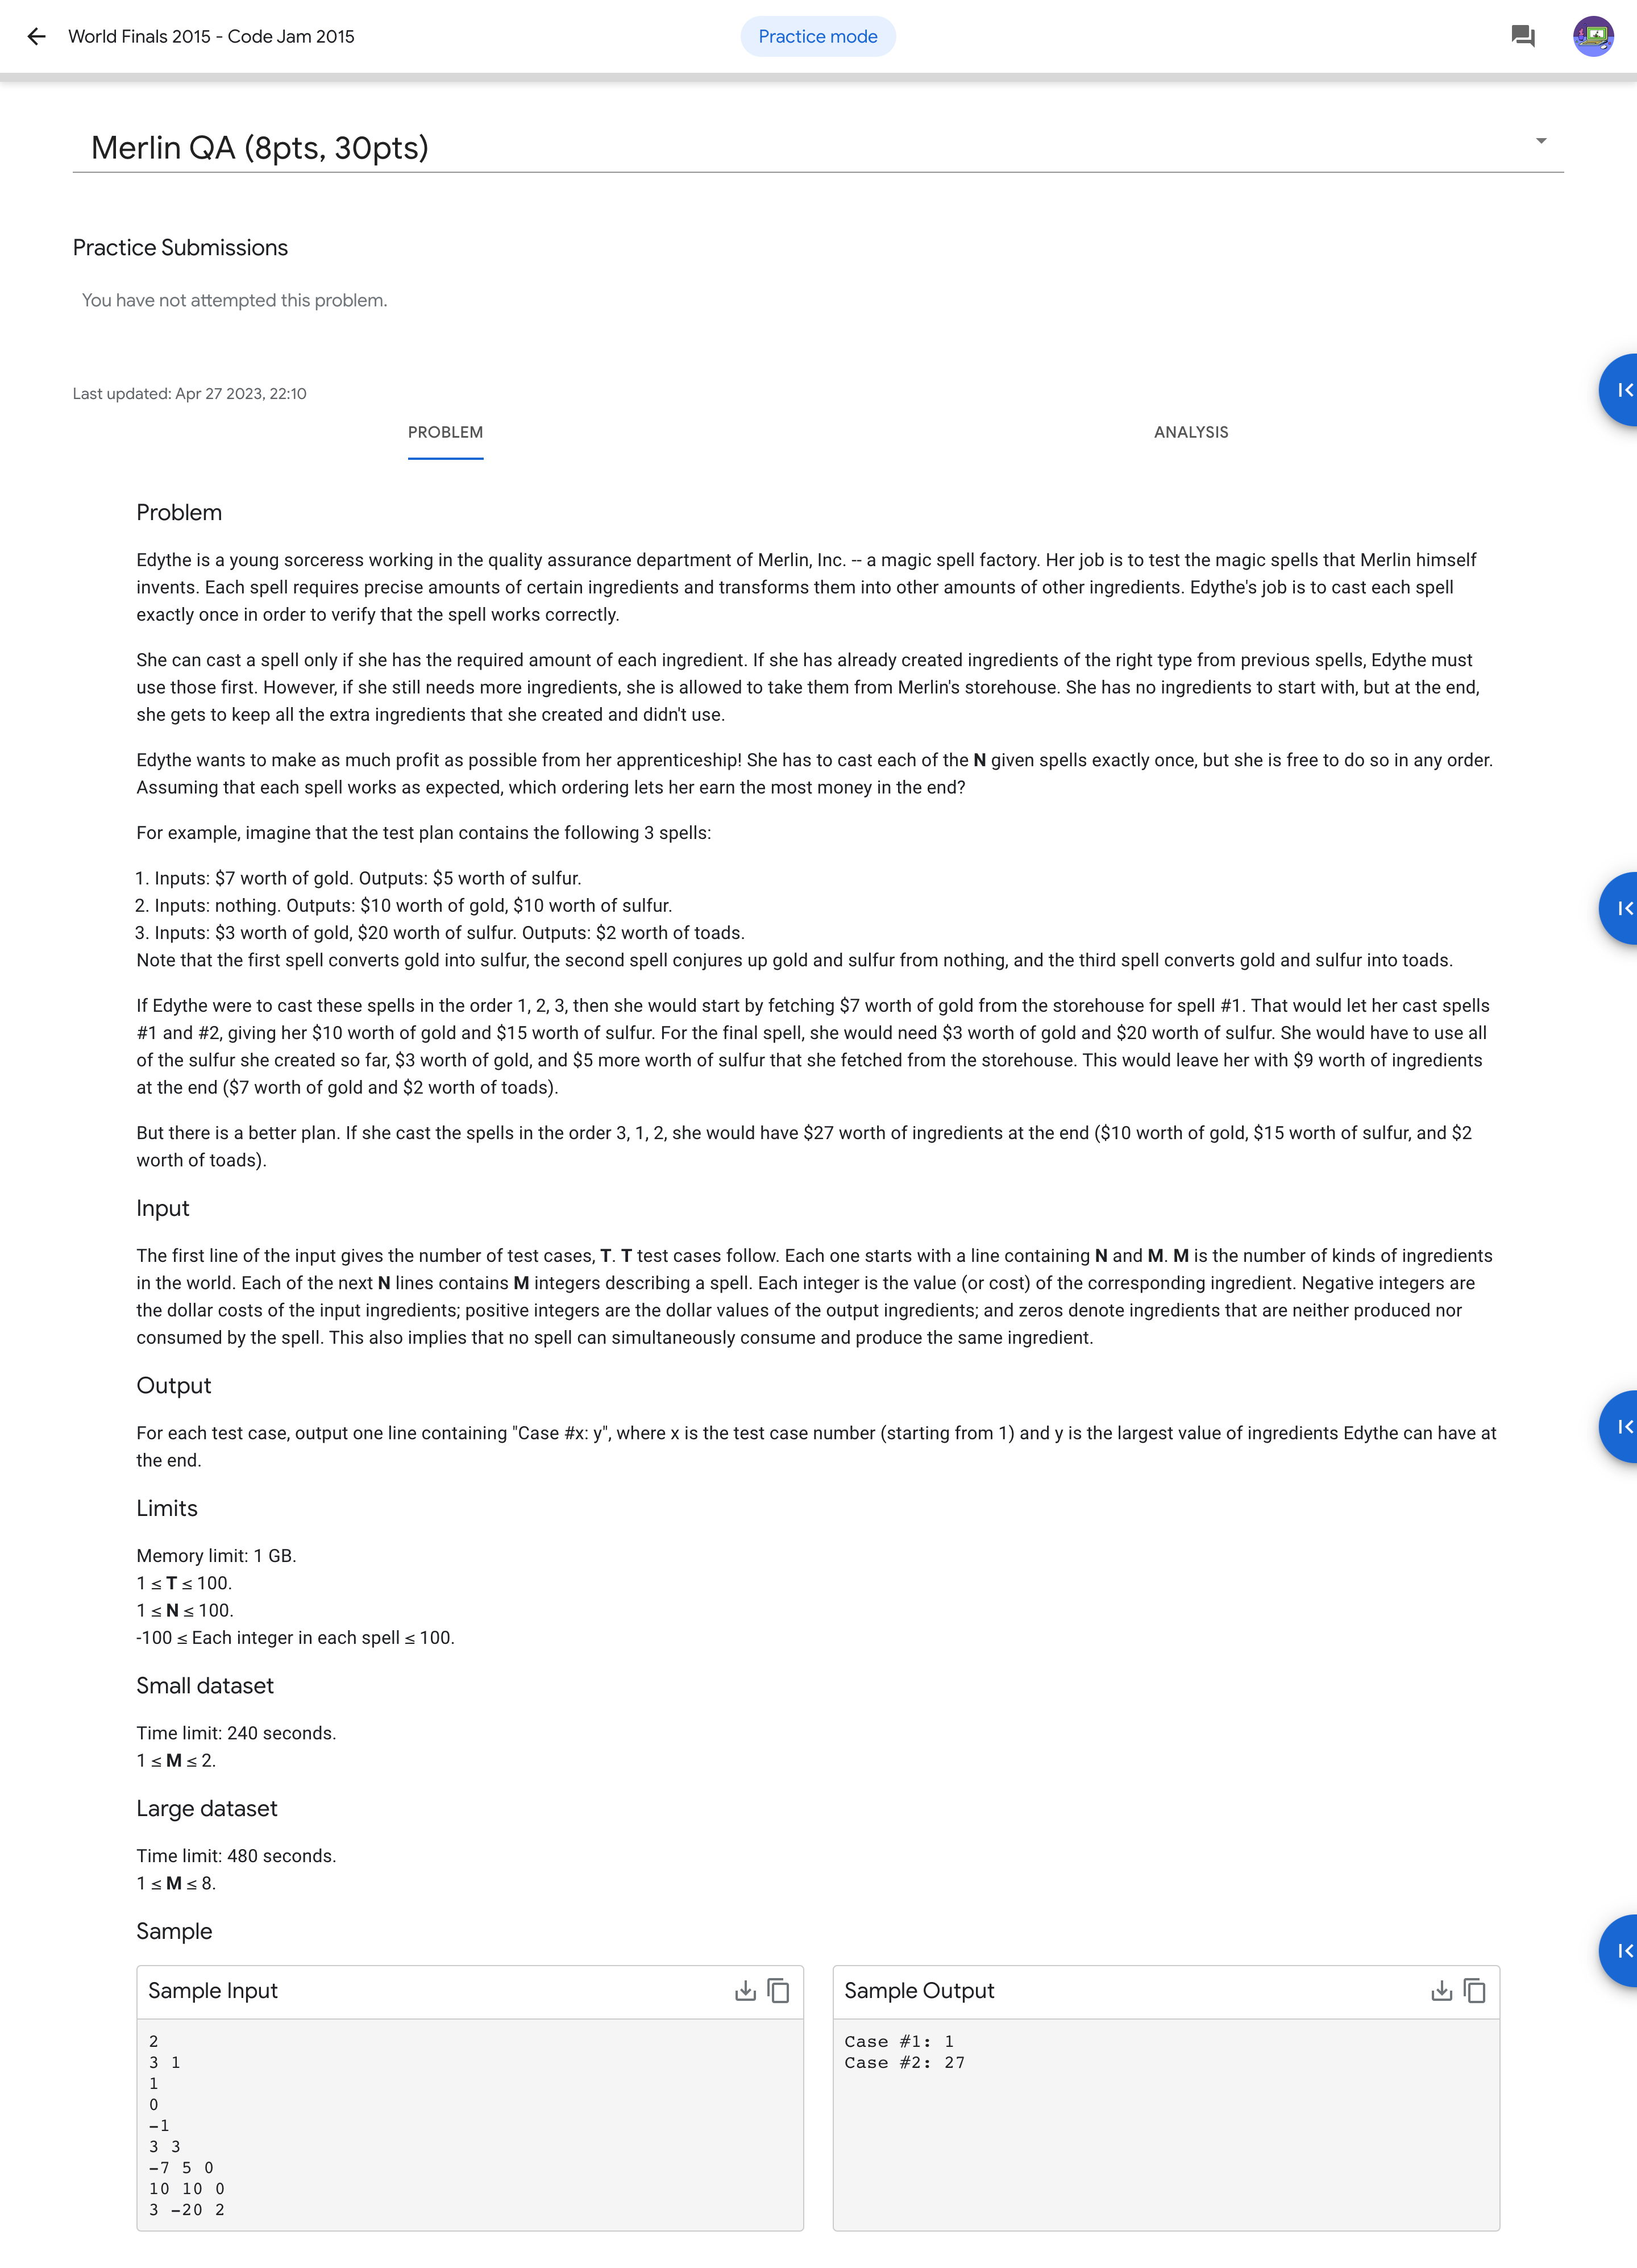 World Finals 2015 - Code Jam 2015
Practice mode
Merlin QA (8pts, 30pts)
Practice Submissions
You have not attempted this problem.
Last updated: Apr 27 2023, 22:10
PROBLEM
ANALYSIS
Problem
Edythe is a young sorceress working in the quality assurance department of Merlin, Inc. -- a magic spell factory. Her job is to test the magic spells that Merlin himself
invents. Each spell requires precise amounts of certain ingredients and transforms them into other amounts of other ingredients. Edythe's job is to cast each spell
exactly once in order to verify that the spell works correctly.
She can cast a spell only if she has the required amount of each ingredient. If she has already created ingredients of the right type from previous spells, Edythe must
use those first. However, if she still needs more ingredients, she is allowed to take them from Merlin's storehouse. She has no ingredients to start with, but at the end,
she gets to keep all the extra ingredients that she created and didn't use.
Edythe wants to make as much profit as possible from her apprenticeship! She has to cast each of the N given spells exactly once, but she is free to do so in any order.
Assuming that each spell works as expected, which ordering lets her earn the most money in the end?
For example, imagine that the test plan contains the following 3 spells:
1. Inputs: $7 worth of gold. Outputs: $5 worth of sulfur.
2. Inputs: nothing. Outputs: $10 worth of gold, $10 worth of sulfur.
3. Inputs: $3 worth of gold, $20 worth of sulfur. Outputs: $2 worth of toads.
Note that the first spell converts gold into sulfur, the second spell conjures up gold and sulfur from nothing, and the third spell converts gold and sulfur into toads.
If Edythe were to cast these spells in the order 1, 2, 3, then she would start by fetching $7 worth of gold from the storehouse for spell #1. That would let her cast spells
#1 and #2, giving her $10 worth of gold and $15 worth of sulfur. For the final spell, she would need $3 worth of gold and $20 worth of sulfur. She would have to use all
of the sulfur she created so far, $3 worth of gold, and $5 more worth of sulfur that she fetched from the storehouse. This would leave her with $9 worth of ingredients
at the end ($7 worth of gold and $2 worth of toads).
But there is a better plan. If she cast the spells in the order 3, 1, 2, she would have $27 worth of ingredients at the end ($10 worth of gold, $15 worth of sulfur, and $2
worth of toads).
Input
The first line of the input gives the number of test cases, T. T test cases follow. Each one starts with a line containing N and M. M is the number of kinds of ingredients
in the world. Each of the next N lines contains M integers describing a spell. Each integer is the value (or cost) of the corresponding ingredient. Negative integers are
the dollar costs of the input ingredients; positive integers are the dollar values of the output ingredients; and zeros denote ingredients that are neither produced nor
consumed by the spell. This also implies that no spell can simultaneously consume and produce the same ingredient.
Output
For each test case, output one line containing "Case #x: y", where x is the test case number (starting from 1) and y is the largest value of ingredients Edythe can have at
the end.
Limits
Memory limit: 1 GB.
1 ≤ T ≤ 100.
1 ≤ N ≤ 100.
-100 ≤ Each integer in each spell ≤ 100.
Small dataset
Time limit: 240 seconds.
1 ≤ M ≤ 2.
Large dataset
Time limit: 480 seconds.
1 ≤ M ≤ 8.
Sample
Sample Input
2
3 1
1
0
-1
3 3
-7 5 0
10 10 0
3 -20 2
Sample Output
Case #1: 1
Case #2: 27